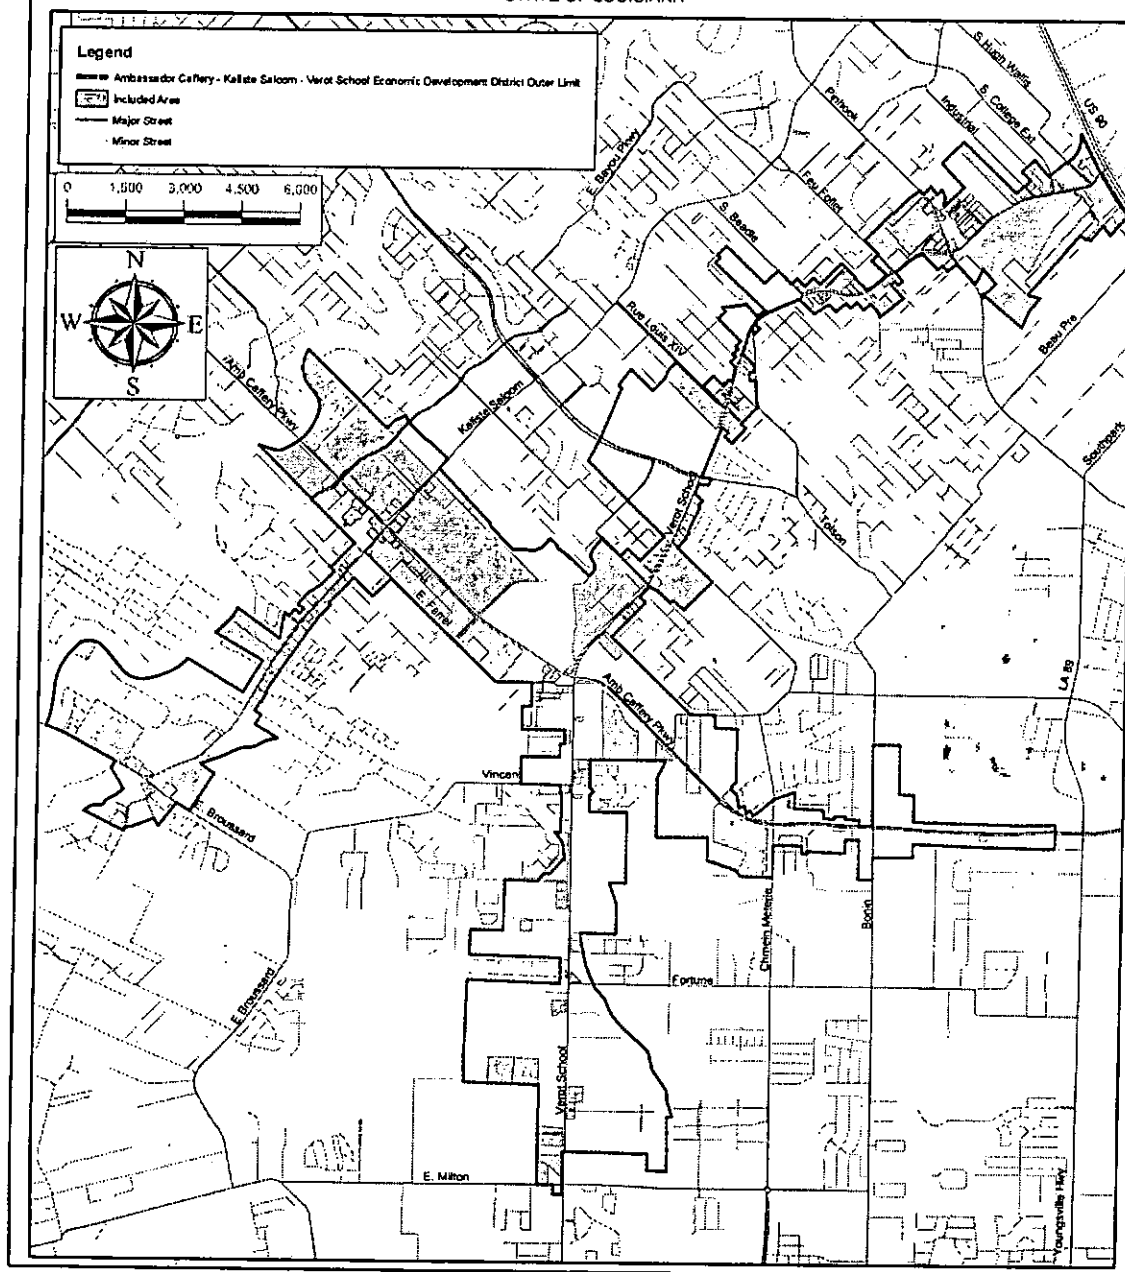 STATE OF LOUISIANA
Legend
Ambassador Caffery - Kaliste Saloom - Verot School Economic Development District Outer Limit
Included Area
Major Street
Minor Street
0 1,500 3,000 4,500 6,000
N
W E
S
S. Hugh Wallis
S. College Ext
US 90
Industrial
Pinhook
Feu Follet
E. Bayou Pkwy
S. Beadle
Rue Louis XIV
Beau Pre
Amb Caffery Pkwy
Kaliste Saloom
Southpark
Verot School
Tolson
E. Farrel
LA 89
Amb Caffery Pkwy
Vincent
E. Broussard
Bonin
Chmein Meterie
Fortune
E Broussard
Verot School
E. Milton
Youngsville Hwy